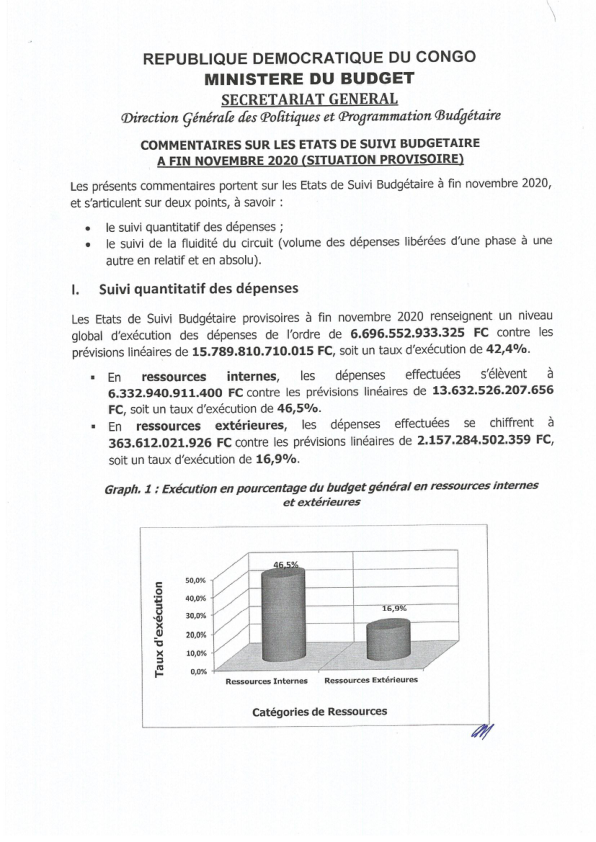 REPUBLIQUE DEMOCRATIQUE DU CONGO
MINISTERE DU BUDGET
SECRETARIAT GENERAL
Direction Générale des Politiques et Programmation Budgétaire
COMMENTAIRES SUR LES ETATS DE SUIVI BUDGETAIRE
A FIN NOVEMBRE 2020 (SITUATION PROVISOIRE)
Les présents commentaires portent sur les Etats de Suivi Budgétaire à fin novembre 2020,
et s'articulent sur deux points, à savoir :
• le suivi quantitatif des dépenses ;
• le suivi de la fluidité du circuit (volume des dépenses libérées d'une phase à une
autre en relatif et en absolu).
I. Suivi quantitatif des dépenses
Les Etats de Suivi Budgétaire provisoires à fin novembre 2020 renseignent un niveau
global d'exécution des dépenses de l'ordre de 6.696.552.933.325 FC contre les
prévisions linéaires de 15.789.810.710.015 FC, soit un taux d'exécution de 42,4%.
▪ En ressources internes, les dépenses effectuées s'élèvent à
6.332.940.911.400 FC contre les prévisions linéaires de 13.632.526.207.656
FC, soit un taux d'exécution de 46,5%.
▪ En ressources extérieures, les dépenses effectuées se chiffrent à
363.612.021.926 FC contre les prévisions linéaires de 2.157.284.502.359 FC,
soit un taux d'exécution de 16,9%.
Graph. 1 : Exécution en pourcentage du budget général en ressources internes
et extérieures
46,5%
50,0%
40,0%
16,9%
30,0%
20,0%
10,0%
0,0%
Taux d'exécution
Ressources Internes Ressources Extérieures
Catégories de Ressources